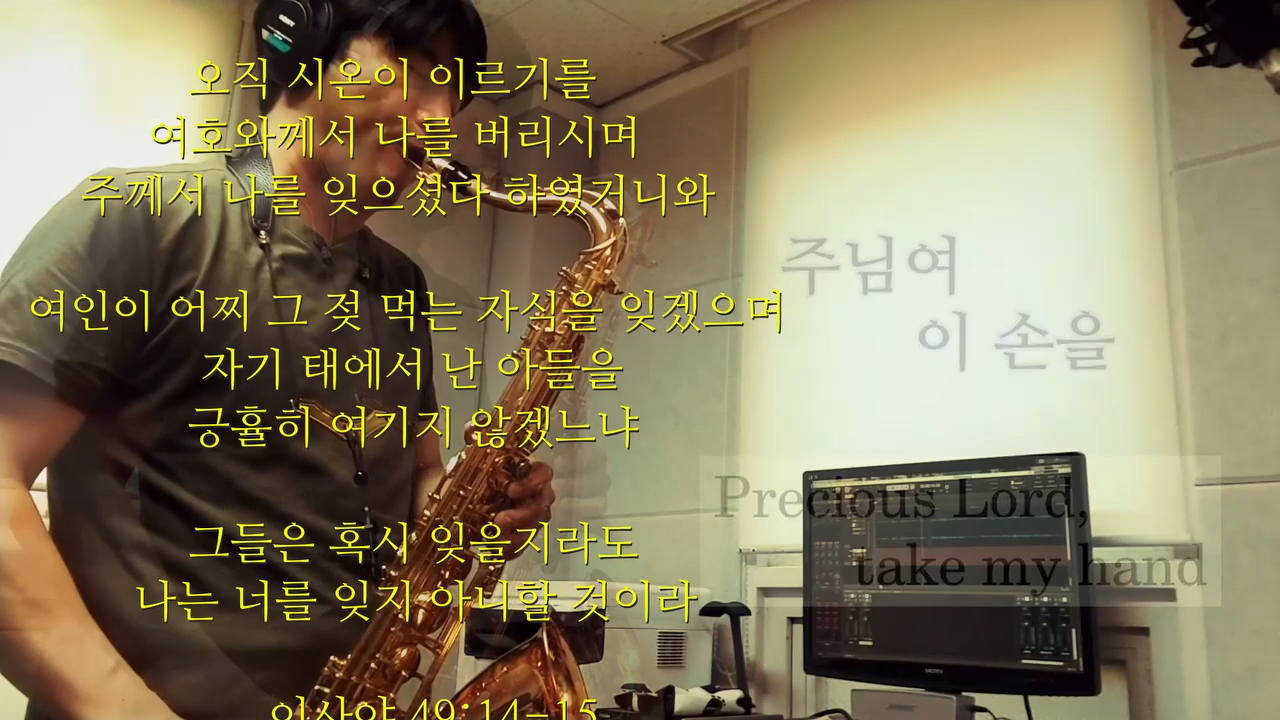 오직 시온이 이르기를
여호와께서 나를 버리시며
주께서 나를 잊으셨다 하였거니와
여인이 어찌 그 젖 먹는 자식을 잊겠으며
자기 태에서 난 아들을
긍휼히 여기지 않겠느냐
그들은 혹시 잊을지라도
나는 너를 잊지 아니할 것이라
이사야 49:14-15
주님여
이 손을
Precious Lord,
take my hand